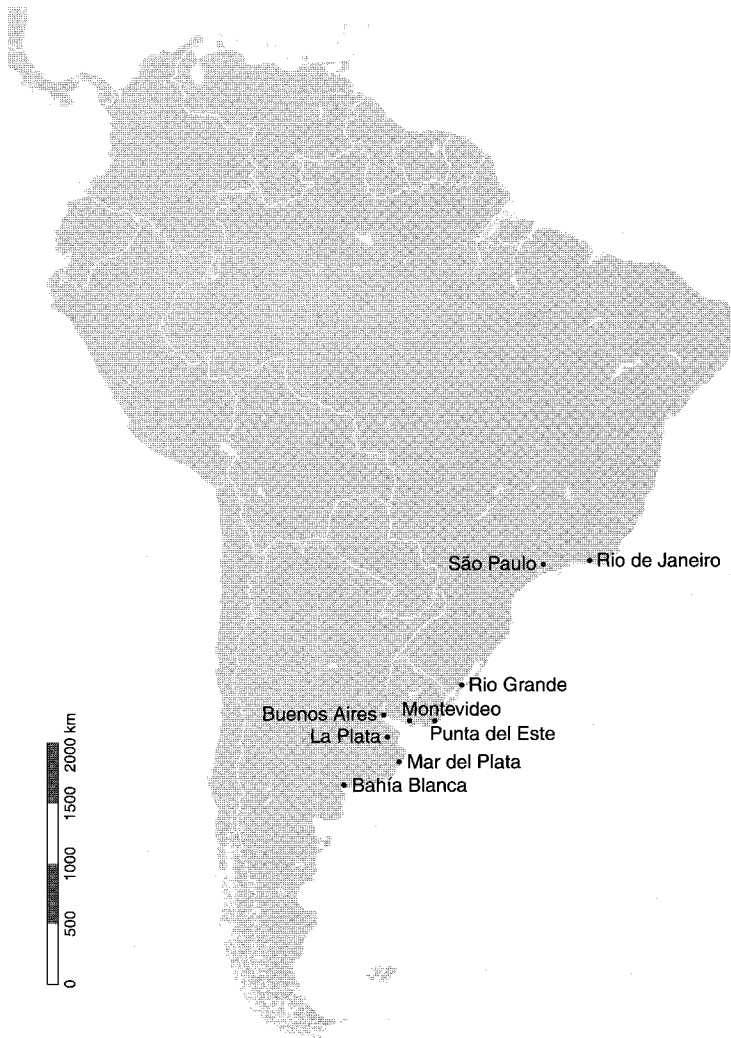 São Paulo
Rio de Janeiro
Rio Grande
Buenos Aires
Montevideo
Punta del Este
La Plata
Mar del Plata
Bahía Blanca
0
500
1000
1500
2000 km